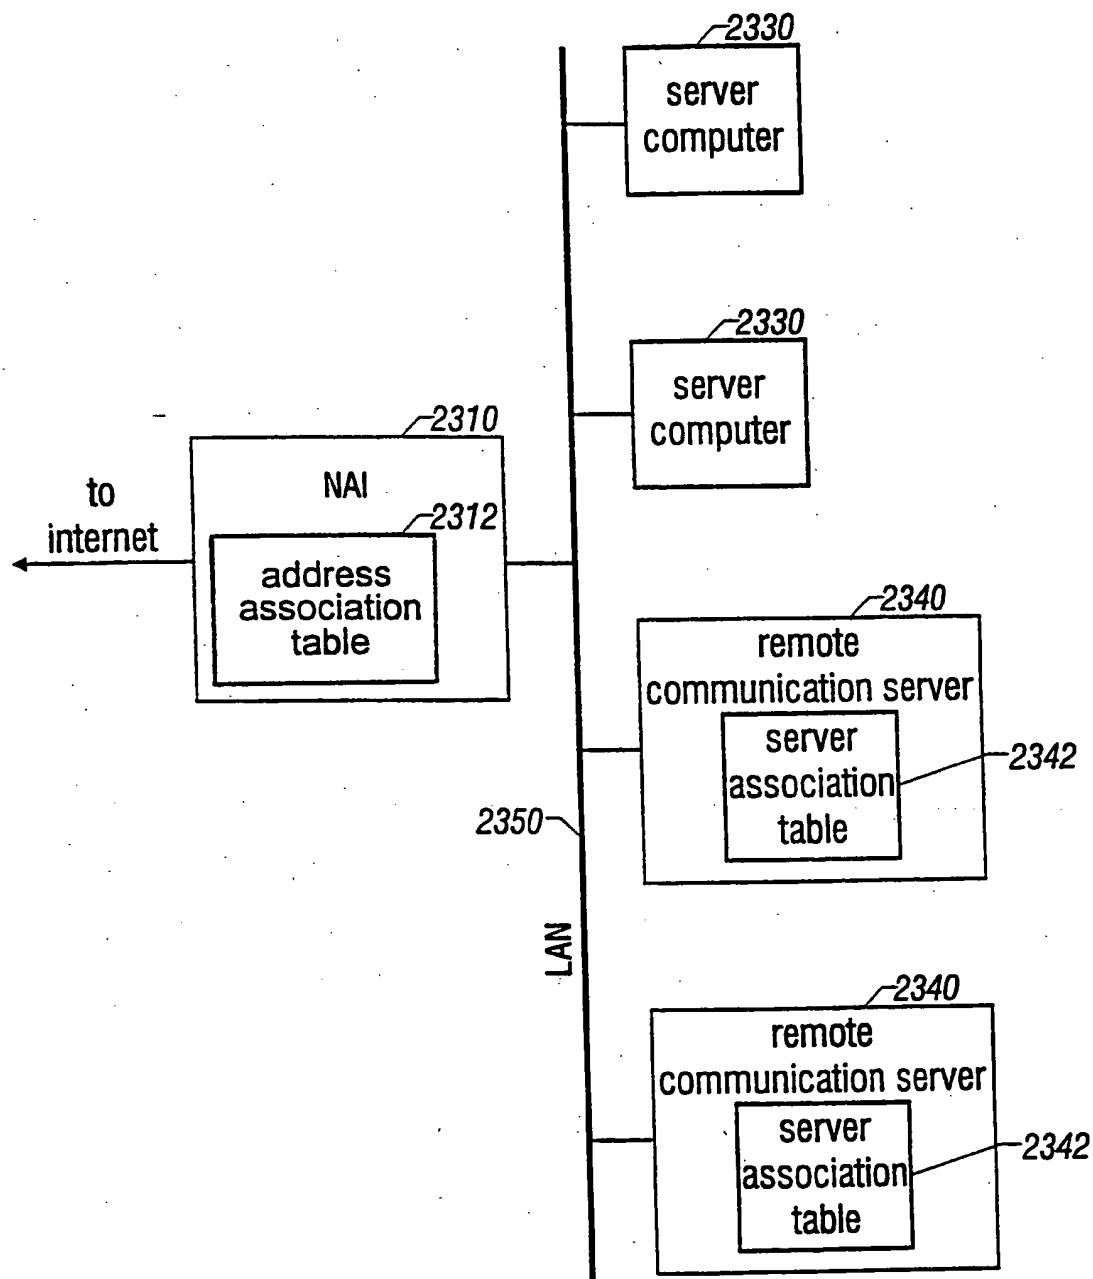 2330
server
computer
2330
server
computer
2310
NAI
to
internet
2312
address
association
table
2340
remote
communication server
server
association
table
2342
2350
LAN
2340
remote
communication server
server
association
table
2342